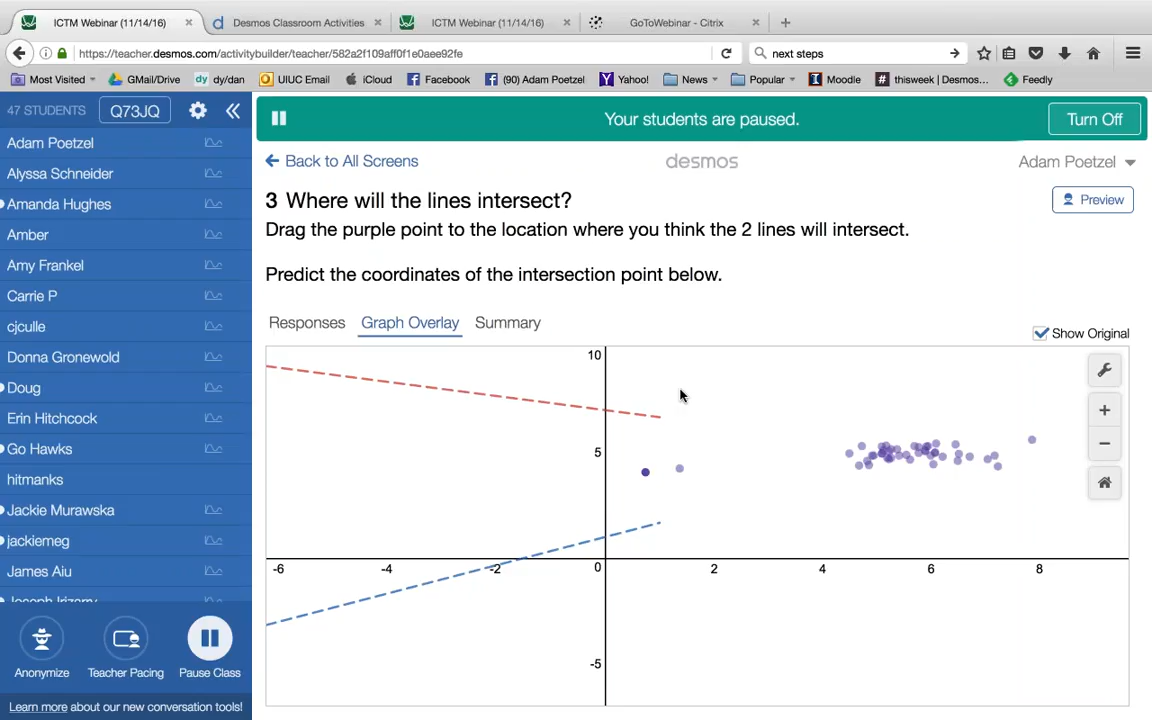 ICTM Webinar (11/14/16) × Desmos Classroom Activities × ICTM Webinar (11/14/16) × GoToWebinar - Citrix × +
https://teacher.desmos.com/activitybuilder/teacher/582a2f109aff0f1e0aee92fe next steps
Most Visited GMail/Drive dy dy/dan UIUC Email iCloud Facebook (90) Adam Poetzel Yahoo! News Popular Moodle # thisweek | Desmos... Feedly
47 STUDENTS Q73JQ
Your students are paused. Turn Off
Adam Poetzel
Alyssa Schneider
Amanda Hughes
Amber
Amy Frankel
Carrie P
cjculle
Donna Gronewold
Doug
Erin Hitchcock
Go Hawks
hitmanks
Jackie Murawska
jackiemeg
James Aiu
Joseph Irizarry
Anonymize Teacher Pacing Pause Class
Learn more about our new conversation tools!
Back to All Screens desmos Adam Poetzel
3 Where will the lines intersect? Preview
Drag the purple point to the location where you think the 2 lines will intersect.
Predict the coordinates of the intersection point below.
Responses Graph Overlay Summary Show Original
10
5
-6 -4 -2 0 2 4 6 8
-5